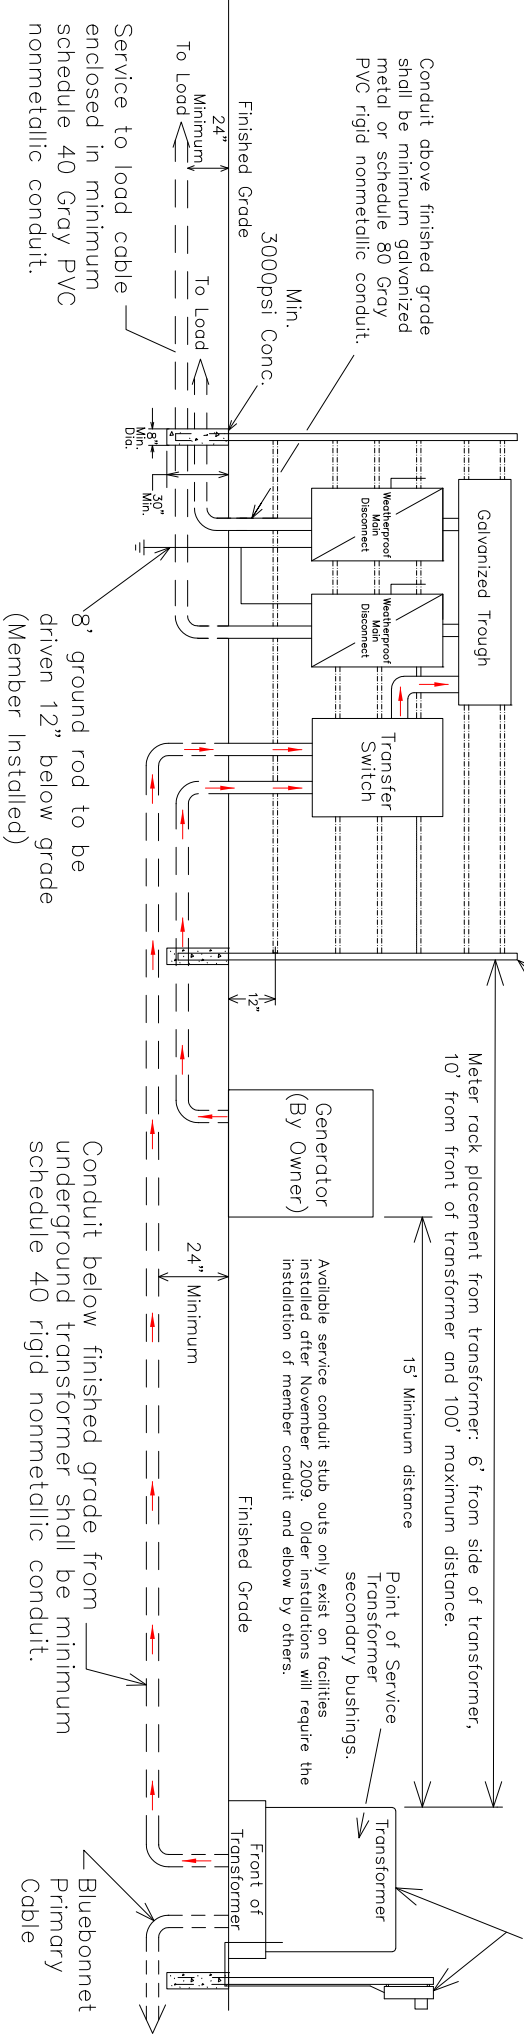 Conduit above finished grade
shall be minimum galvanized
metal or schedule 80 Gray
PVC rigid nonmetallic conduit.
Finished Grade
Min.
3000psi Conc.
24"
Minimum
To Load
To Load
Service to load cable
enclosed in minimum
schedule 40 Gray PVC
nonmetallic conduit.
8"
Min.
Dia.
30"
Min.
Galvanized Trough
Weatherproof
Main
Disconnect
Weatherproof
Main
Disconnect
Transfer
Switch
8' ground rod to be
driven 12" below grade
(Member Installed)
12"
Meter rack placement from transformer: 6' from side of transformer,
10' from front of transformer and 100' maximum distance.
15' Minimum distance
Generator
(By Owner)
Available service conduit stub outs only exist on facilities
installed after November 2009. Older installations will require the
installation of member conduit and elbow by others.
24" Minimum
Finished Grade
Conduit below finished grade from
underground transformer shall be minimum
schedule 40 rigid nonmetallic conduit.
Point of Service
Transformer
secondary bushings.
Transformer
Front of
Transformer
Bluebonnet
Primary
Cable